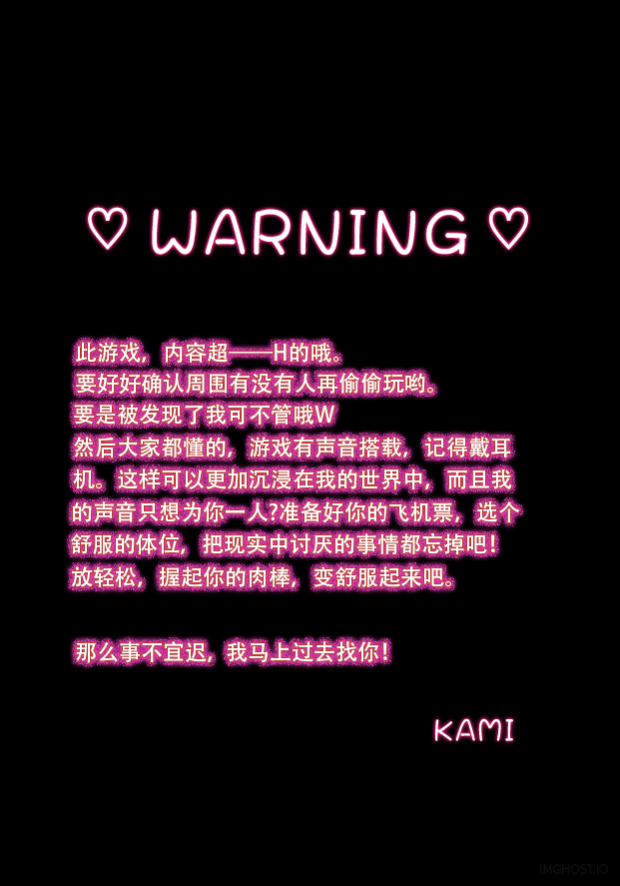 ♡ WARNING ♡
此游戏，内容超——H的哦。
要好好确认周围有没有人再偷偷玩哟。
要是被发现了我可不管哦W
然后大家都懂的，游戏有声音搭载，记得戴耳
机。这样可以更加沉浸在我的世界中，而且我
的声音只想为你一人?准备好你的飞机票，选个
舒服的体位，把现实中讨厌的事情都忘掉吧！
放轻松，握起你的肉棒，变舒服起来吧。
那么事不宜迟，我马上过去找你！
KAMI
IMGHOST.IO